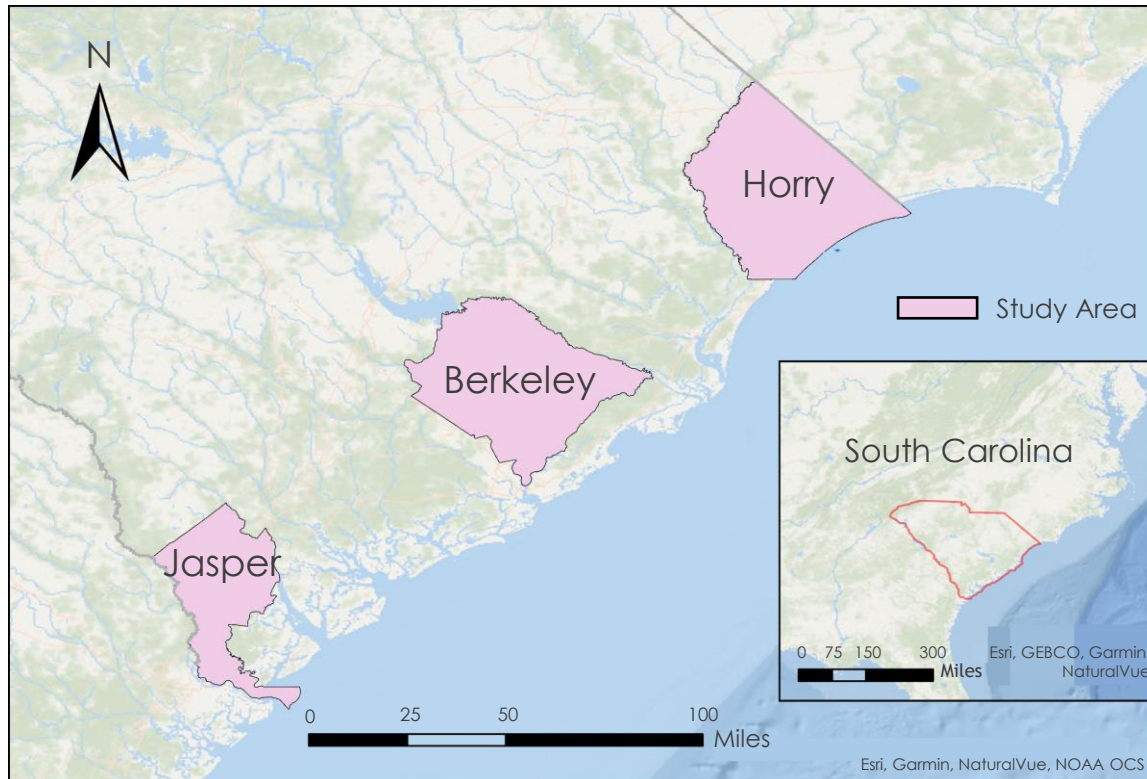 N
Horry
Study Area
Berkeley
South Carolina
Jasper
0 75 150 300
Miles
Esri, GEBCO, Garmin,
NaturalVue
0 25 50 100
Miles
Esri, Garmin, NaturalVue, NOAA OCS